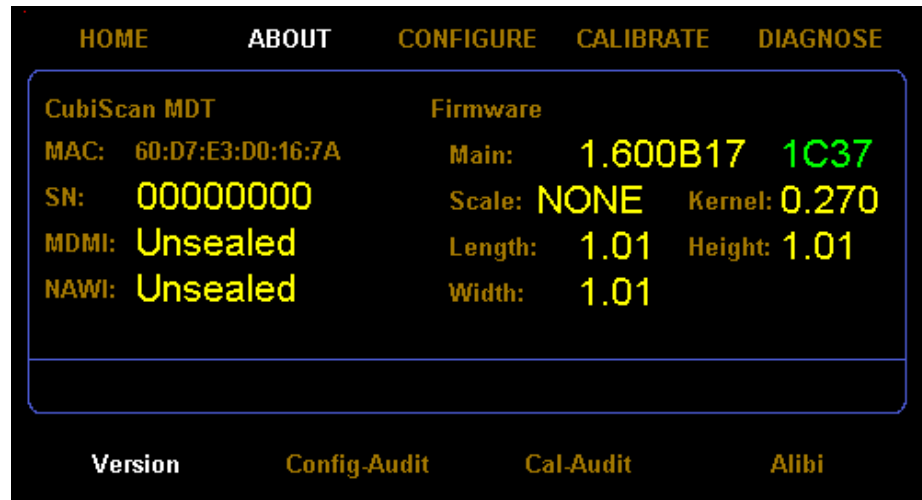 HOME ABOUT CONFIGURE CALIBRATE DIAGNOSE
CubiScan MDT Firmware
MAC: 60:D7:E3:D0:16:7A Main: 1.600B17 1C37
SN: 00000000 Scale: NONE Kernel: 0.270
MDMI: Unsealed Length: 1.01 Height: 1.01
NAWI: Unsealed Width: 1.01
Version Config-Audit Cal-Audit Alibi